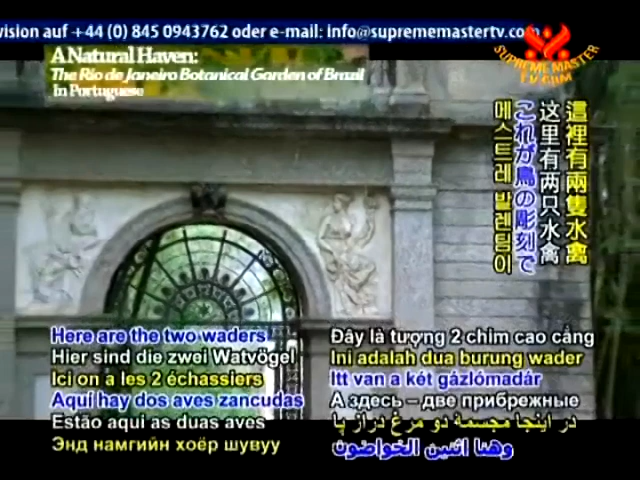 vision auf +44 (0) 845 0943762 oder e-mail: info@suprememastertv.com
SUPREME MASTER
TV.COM
A Natural Haven:
The Rio de Janeiro Botanical Garden of Brazil
In Portuguese
這裡有兩隻水禽
这里有两只水禽
これが鳥の彫刻で
메스트레 발렌팀이
Here are the two waders
Hier sind die zwei Watvögel
Ici on a les 2 échassiers
Aquí hay dos aves zancudas
Estão aqui as duas aves
Энд намгийн хоёр шувуу
Đây là tượng 2 chim cao cẳng
Ini adalah dua burung wader
Itt van a két gázlómadár
А здесь – две прибрежные
در اینجا مجسمهٔ دو مرغ دراز پا
وهنا اثنين الخواضون